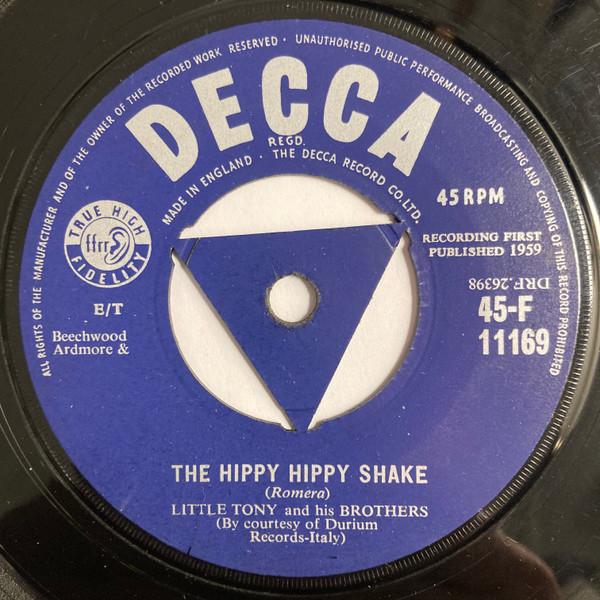 ALL RIGHTS OF THE MANUFACTURER AND OF THE OWNER OF THE RECORDED WORK RESERVED · UNAUTHORISED PUBLIC PERFORMANCE BROADCASTING AND COPYING OF THIS RECORD PROHIBITED
DECCA
REGD.
MADE IN ENGLAND · THE DECCA RECORD CO. LTD.
45 RPM
TRUE HIGH
ffrr
FIDELITY
RECORDING FIRST
PUBLISHED 1959
DRF.26398
E/T
45-F
11169
Beechwood
Ardmore &
THE HIPPY HIPPY SHAKE
(Romera)
LITTLE TONY and his BROTHERS
(By courtesy of Durium
Records-Italy)